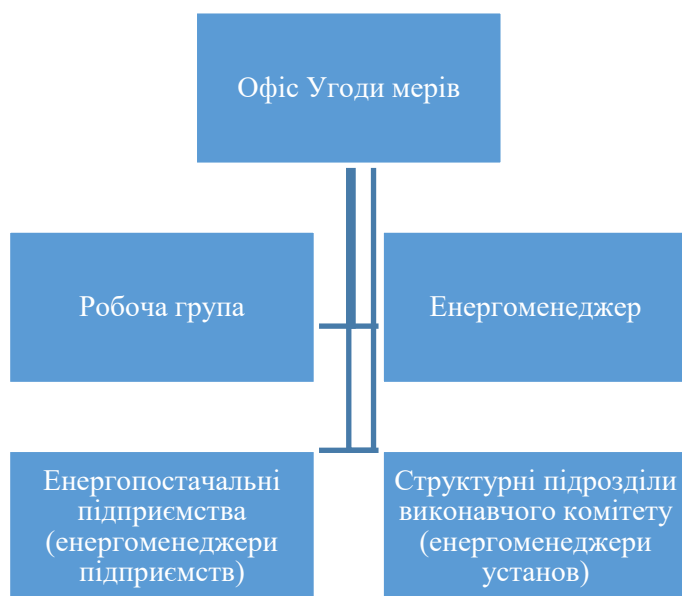 Офіс Угоди мерів
Робоча група
Енергоменеджер
Енергопостачальні
підприємства
(енергоменеджери
підприємств)
Структурні підрозділи
виконавчого комітету
(енергоменеджери
установ)